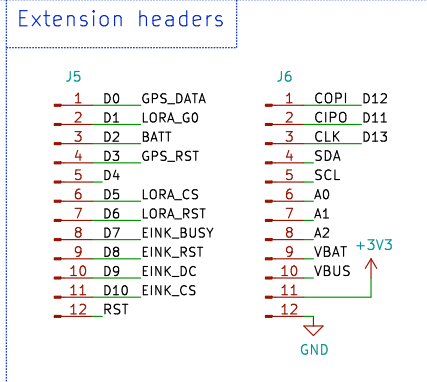 Extension headers
J5
1 D0 GPS_DATA
2 D1 LORA_G0
3 D2 BATT
4 D3 GPS_RST
5 D4
6 D5 LORA_CS
7 D6 LORA_RST
8 D7 EINK_BUSY
9 D8 EINK_RST
10 D9 EINK_DC
11 D10 EINK_CS
12 RST
J6
1 COPI D12
2 CIPO D11
3 CLK D13
4 SDA
5 SCL
6 A0
7 A1
8 A2
9 VBAT
10 VBUS
11 +3V3
12 GND